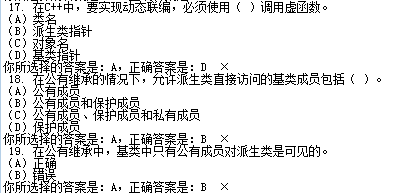 17. 在C++中，要实现动态联编，必须使用（ ）调用虚函数。
(A) 类名
(B) 派生类指针
(C) 对象名
(D) 基类指针
你所选择的答案是：A，正确答案是：D ×
18. 在公有继承的情况下，允许派生类直接访问的基类成员包括（ ）。
(A) 公有成员
(B) 公有成员和保护成员
(C) 公有成员、保护成员和私有成员
(D) 保护成员
你所选择的答案是：A，正确答案是：B ×
19. 在公有继承中，基类中只有公有成员对派生类是可见的。
(A) 正确
(B) 错误
你所选择的答案是：A，正确答案是：B ×